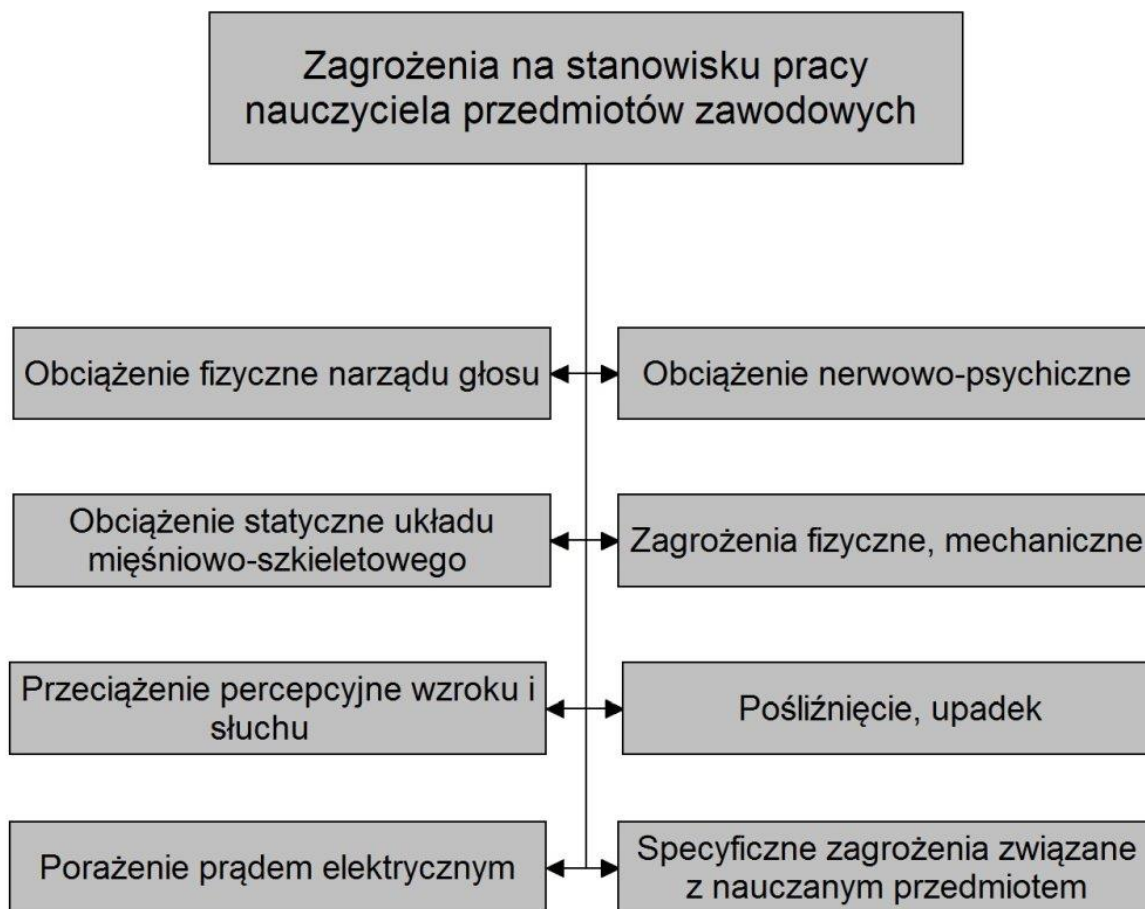 Zagrożenia na stanowisku pracy
nauczyciela przedmiotów zawodowych
Obciążenie fizyczne narządu głosu
Obciążenie nerwowo-psychiczne
Obciążenie statyczne układu
mięśniowo-szkieletowego
Zagrożenia fizyczne, mechaniczne
Przeciążenie percepcyjne wzroku i
słuchu
Pośliźnięcie, upadek
Porażenie prądem elektrycznym
Specyficzne zagrożenia związane
z nauczanym przedmiotem